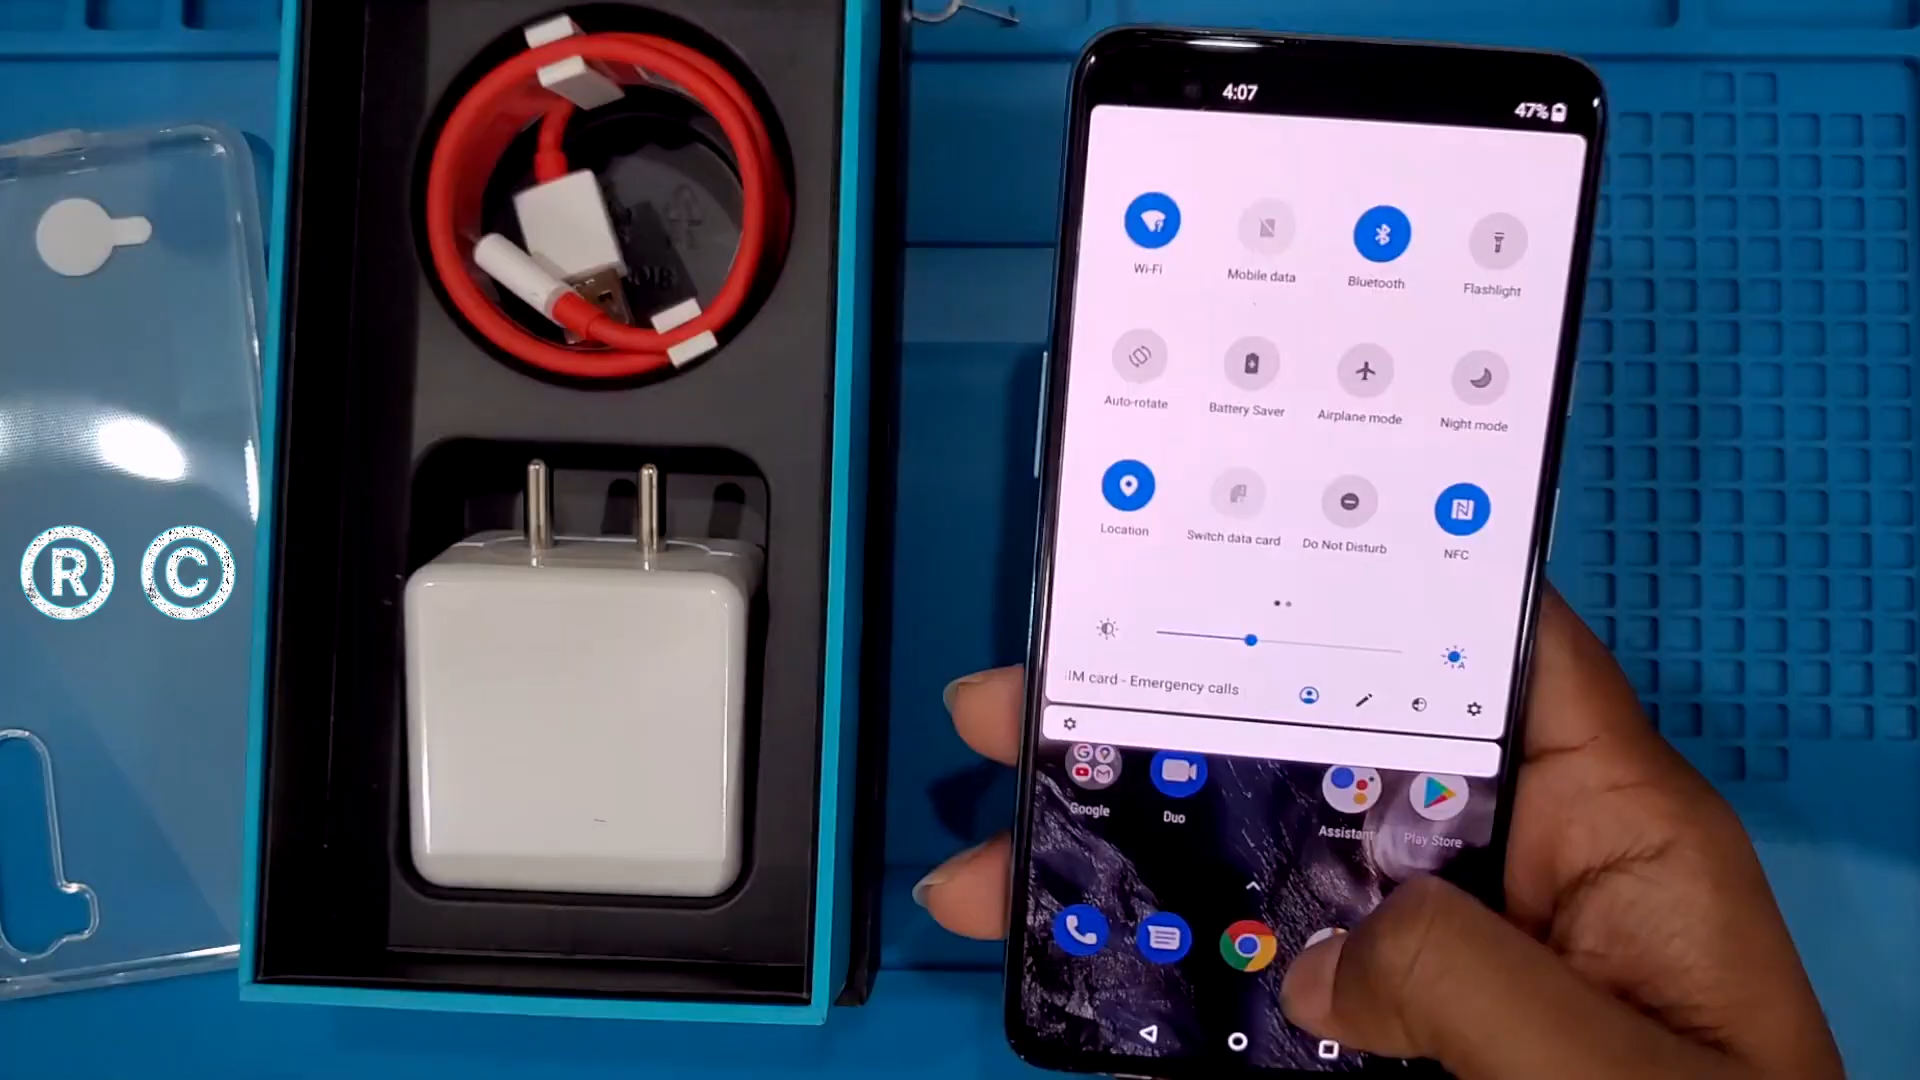 4:07
47%
Wi-Fi
Mobile data
Bluetooth
Flashlight
Auto-rotate
Battery Saver
Airplane mode
Night mode
Location
Switch data card
Do Not Disturb
NFC
IM card - Emergency calls
Google
Duo
Assistant
Play Store
R C